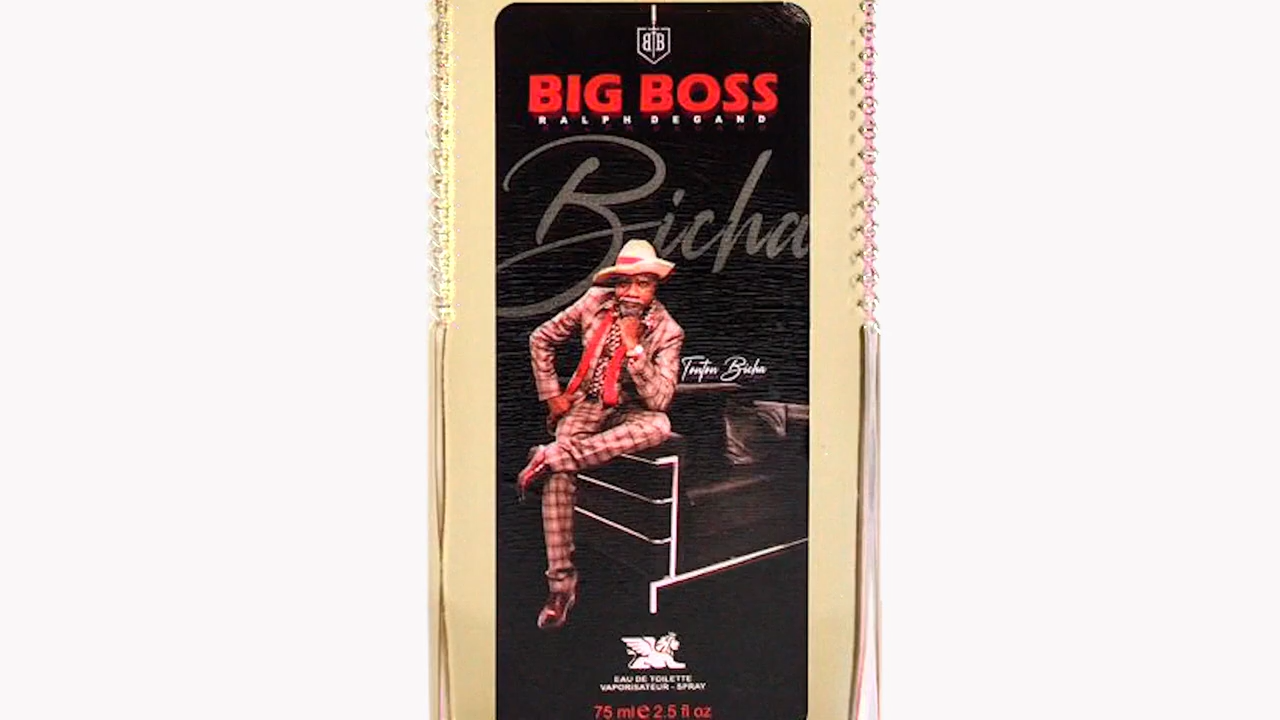 BB
BIG BOSS
RALPH DEGAND
Bicha
Tonton Bicha
EAU DE TOILETTE
VAPORISATEUR - SPRAY
75 ml e 2.5 fl oz